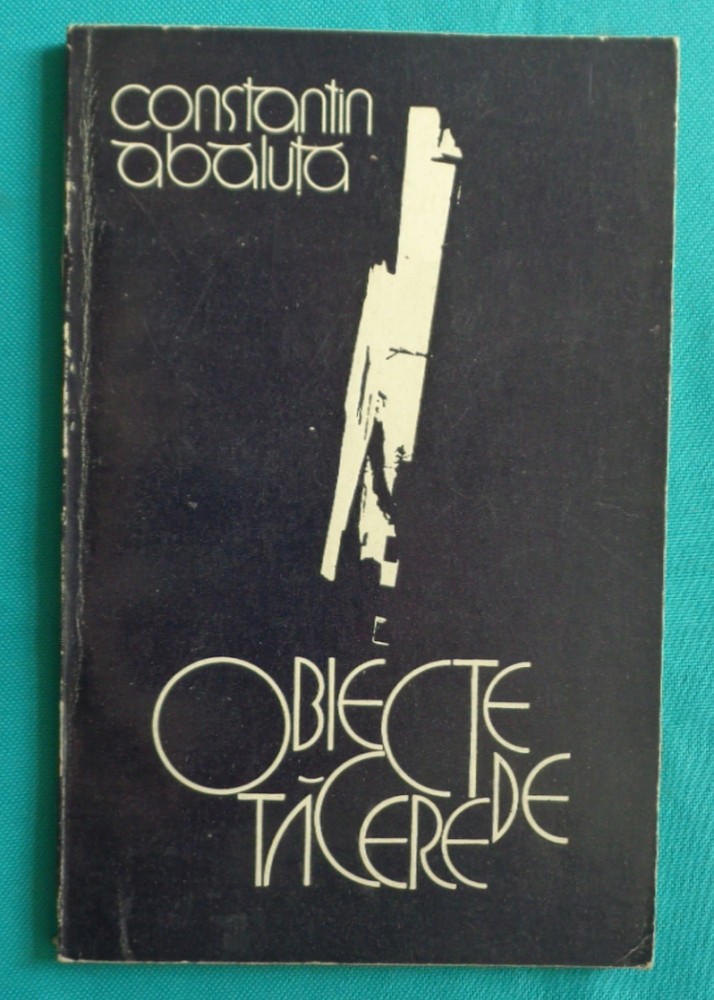 constantin
abăluță
OBIECTE
DE
TĂCERE